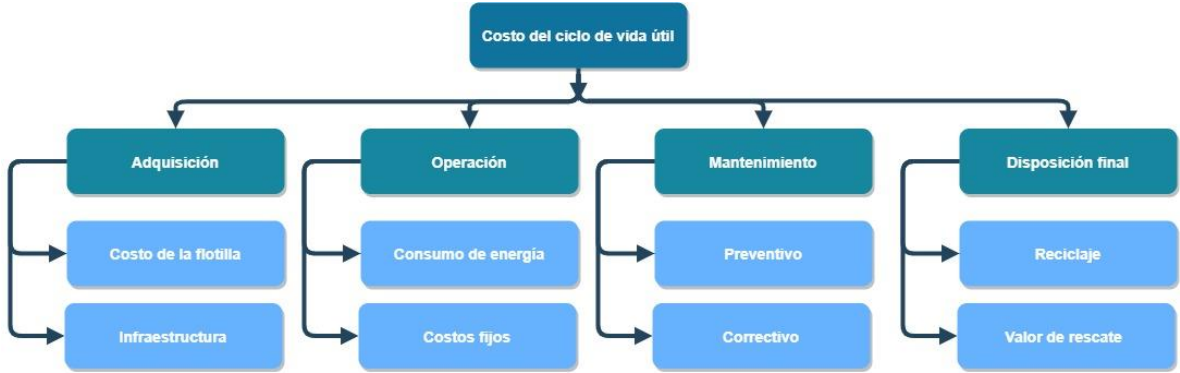 Costo del ciclo de vida útil
Adquisición
Operación
Mantenimiento
Disposición final
Costo de la flotilla
Consumo de energía
Preventivo
Reciclaje
Infraestructura
Costos fijos
Correctivo
Valor de rescate